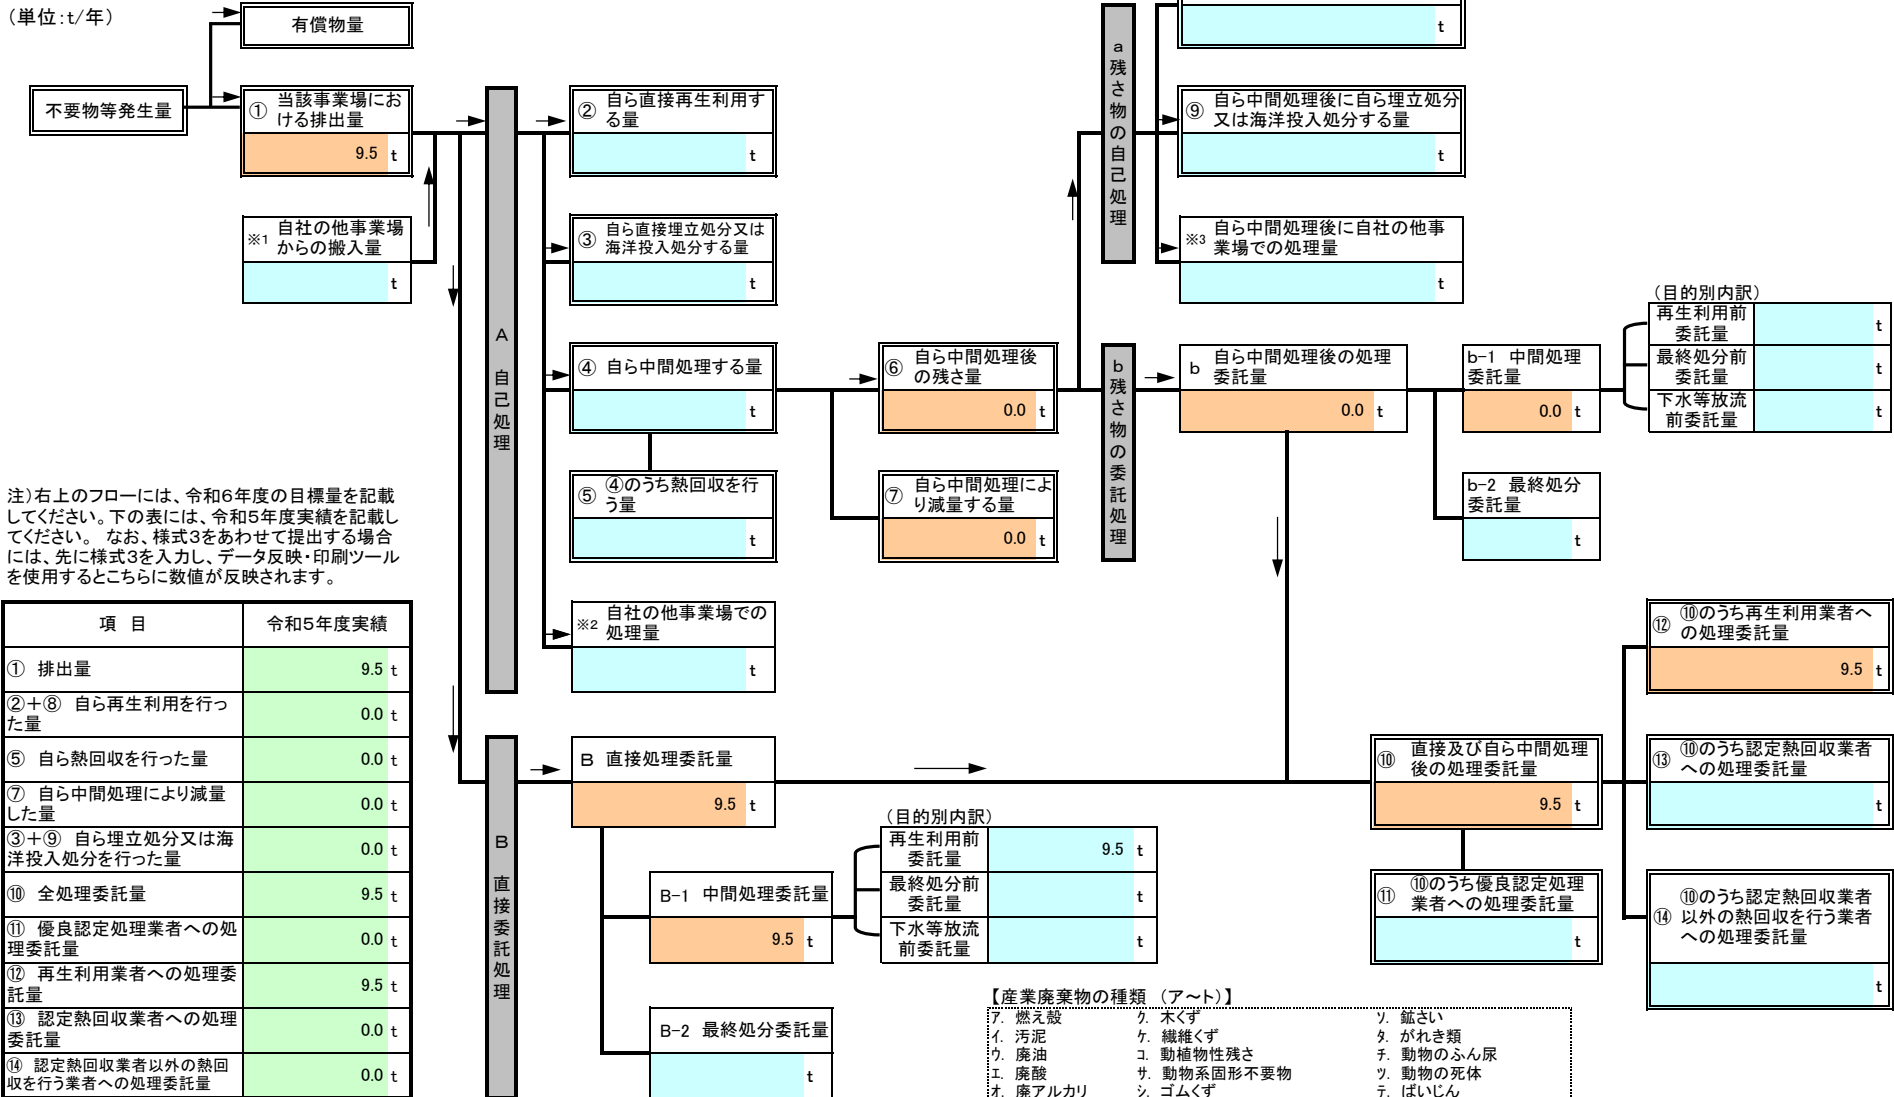 （単位：t/年）
有償物量
不要物等発生量
① 当該事業場にお
ける排出量
9.5 t
※1 自社の他事業場
からの搬入量
t
A 自己処理
② 自ら直接再生利用す
る量
t
③ 自ら直接埋立処分又は
海洋投入処分する量
t
④ 自ら中間処理する量
t
⑤ ④のうち熱回収を行
う量
t
※2 自社の他事業場での
処理量
t
⑥ 自ら中間処理後
の残さ量
0.0 t
⑦ 自ら中間処理によ
り減量する量
0.0 t
a 残さ物の自己処理
t
⑨ 自ら中間処理後に自ら埋立処分
又は海洋投入処分する量
t
※3 自ら中間処理後に自社の他事
業場での処理量
t
b 残さ物の委託処理
b 自ら中間処理後の処理
委託量
0.0 t
b-1 中間処理
委託量
0.0 t
（目的別内訳）
再生利用前
委託量
t
最終処分前
委託量
t
下水等放流
前委託量
t
b-2 最終処分
委託量
t
注）右上のフローには、令和６年度の目標量を記載
してください。下の表には、令和５年度実績を記載し
てください。 なお、様式３をあわせて提出する場合
には、先に様式３を入力し、データ反映・印刷ツール
を使用するとこちらに数値が反映されます。
項 目 令和５年度実績
① 排出量 9.5 t
②＋⑧ 自ら再生利用を行っ
た量 0.0 t
⑤ 自ら熱回収を行った量 0.0 t
⑦ 自ら中間処理により減量
した量 0.0 t
③＋⑨ 自ら埋立処分又は海
洋投入処分を行った量 0.0 t
⑩ 全処理委託量 9.5 t
⑪ 優良認定処理業者への処
理委託量 0.0 t
⑫ 再生利用業者への処理委
託量 9.5 t
⑬ 認定熱回収業者への処理
委託量 0.0 t
⑭ 認定熱回収業者以外の熱回
収を行う業者への処理委託量 0.0 t
B 直接委託処理
B 直接処理委託量
9.5 t
B-1 中間処理委託量
9.5 t
（目的別内訳）
再生利用前
委託量
9.5 t
最終処分前
委託量
t
下水等放流
前委託量
t
B-2 最終処分委託量
t
⑩ 直接及び自ら中間処理
後の処理委託量
9.5 t
⑪ ⑩のうち優良認定処理
業者への処理委託量
t
⑫ ⑩のうち再生利用業者へ
の処理委託量
9.5 t
⑬ ⑩のうち認定熱回収業者
への処理委託量
t
⑭ ⑩のうち認定熱回収業者
以外の熱回収を行う業者
への処理委託量
t
【産業廃棄物の種類 （ア～ト）】
ア. 燃え殻 ク. 木くず ソ. 鉱さい
イ. 汚泥 ケ. 繊維くず タ. がれき類
ウ. 廃油 コ. 動植物性残さ チ. 動物のふん尿
エ. 廃酸 サ. 動物系固形不要物 ツ. 動物の死体
オ. 廃アルカリ シ. ゴムくず テ. ばいじん